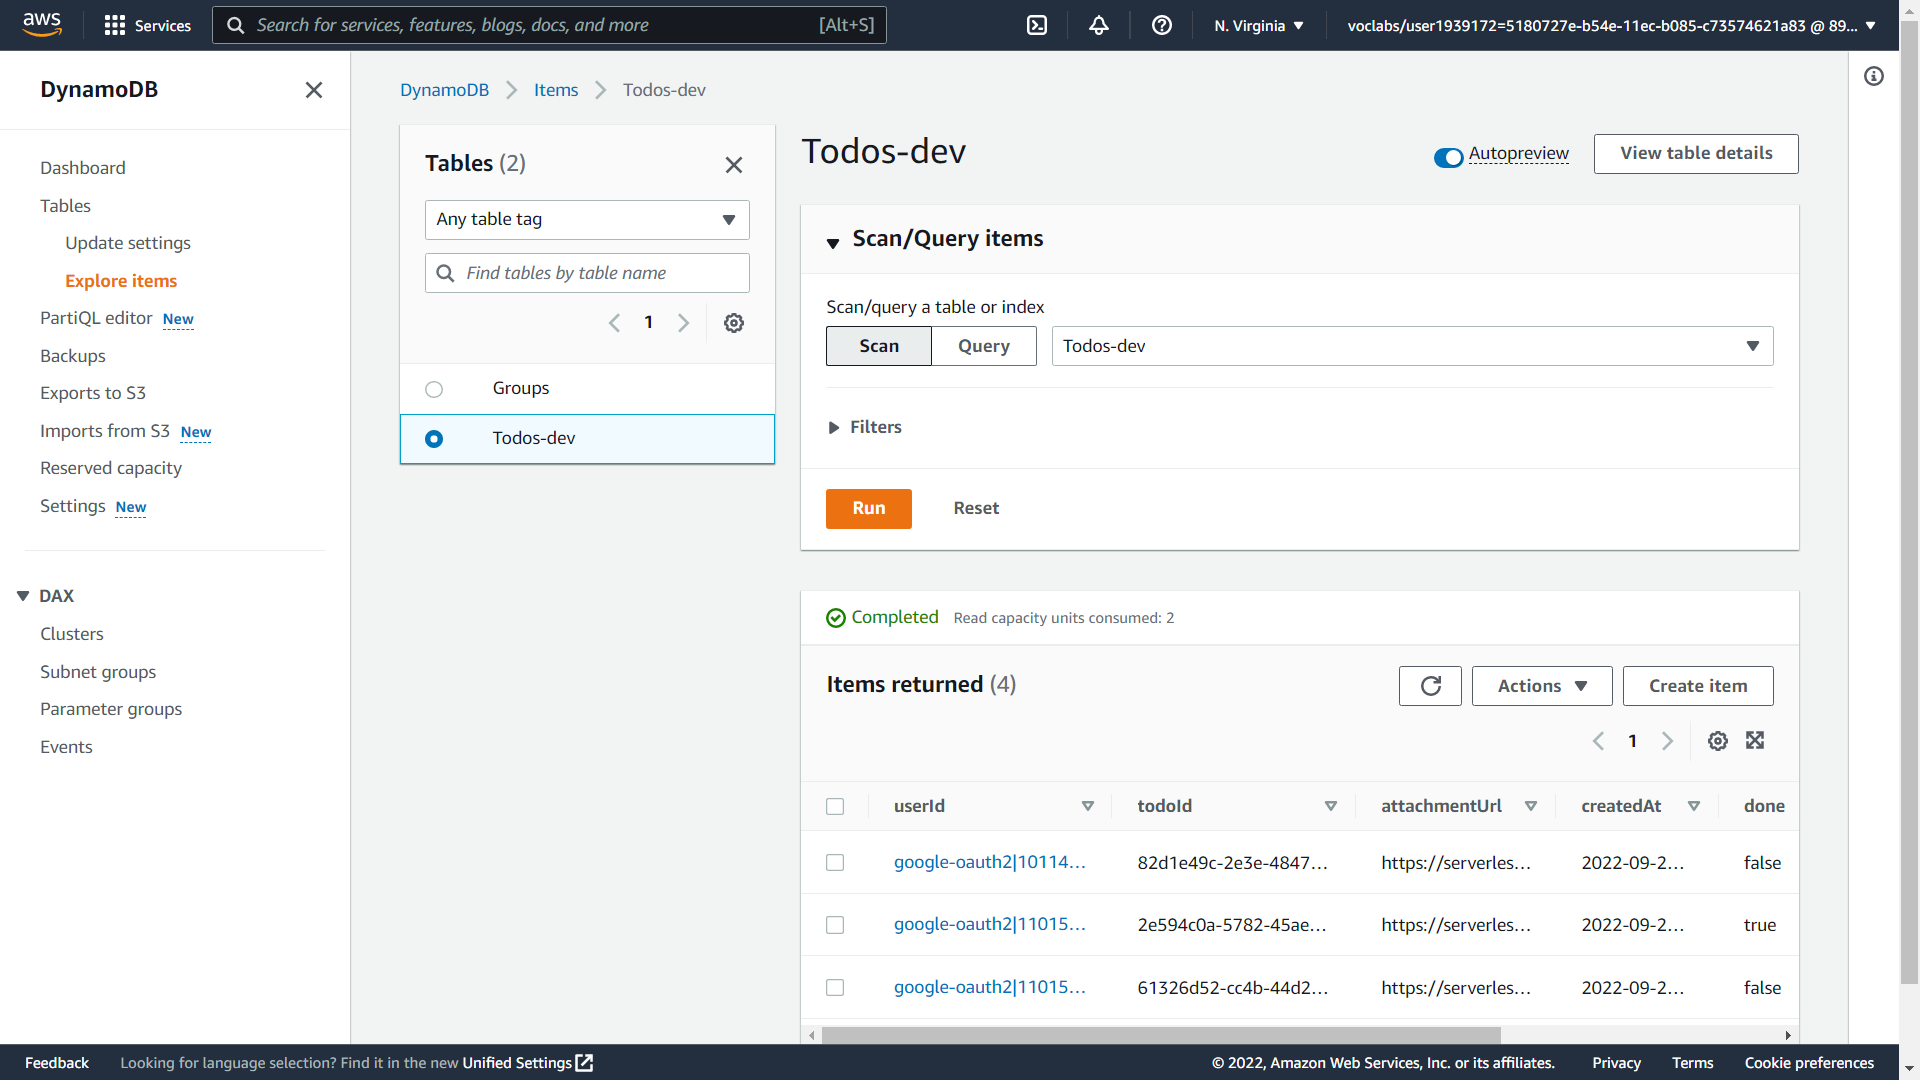 aws
Services
Search for services, features, blogs, docs, and more
[Alt+S]
N. Virginia
voclabs/user1939172=5180727e-b54e-11ec-b085-c73574621a83 @ 89...
DynamoDB
Dashboard
Tables
Update settings
Explore items
PartiQL editor New
Backups
Exports to S3
Imports from S3 New
Reserved capacity
Settings New
DAX
Clusters
Subnet groups
Parameter groups
Events
DynamoDB
Items
Todos-dev
Tables (2)
Any table tag
Find tables by table name
1
Groups
Todos-dev
Todos-dev
Autopreview
View table details
Scan/Query items
Scan/query a table or index
Scan
Query
Todos-dev
Filters
Run
Reset
Completed
Read capacity units consumed: 2
Items returned (4)
Actions
Create item
1
userId todoId attachmentUrl createdAt done
google-oauth2|10114... 82d1e49c-2e3e-4847... https://serverles... 2022-09-2... false
google-oauth2|11015... 2e594c0a-5782-45ae... https://serverles... 2022-09-2... true
google-oauth2|11015... 61326d52-cc4b-44d2... https://serverles... 2022-09-2... false
Feedback
Looking for language selection? Find it in the new Unified Settings
© 2022, Amazon Web Services, Inc. or its affiliates.
Privacy
Terms
Cookie preferences